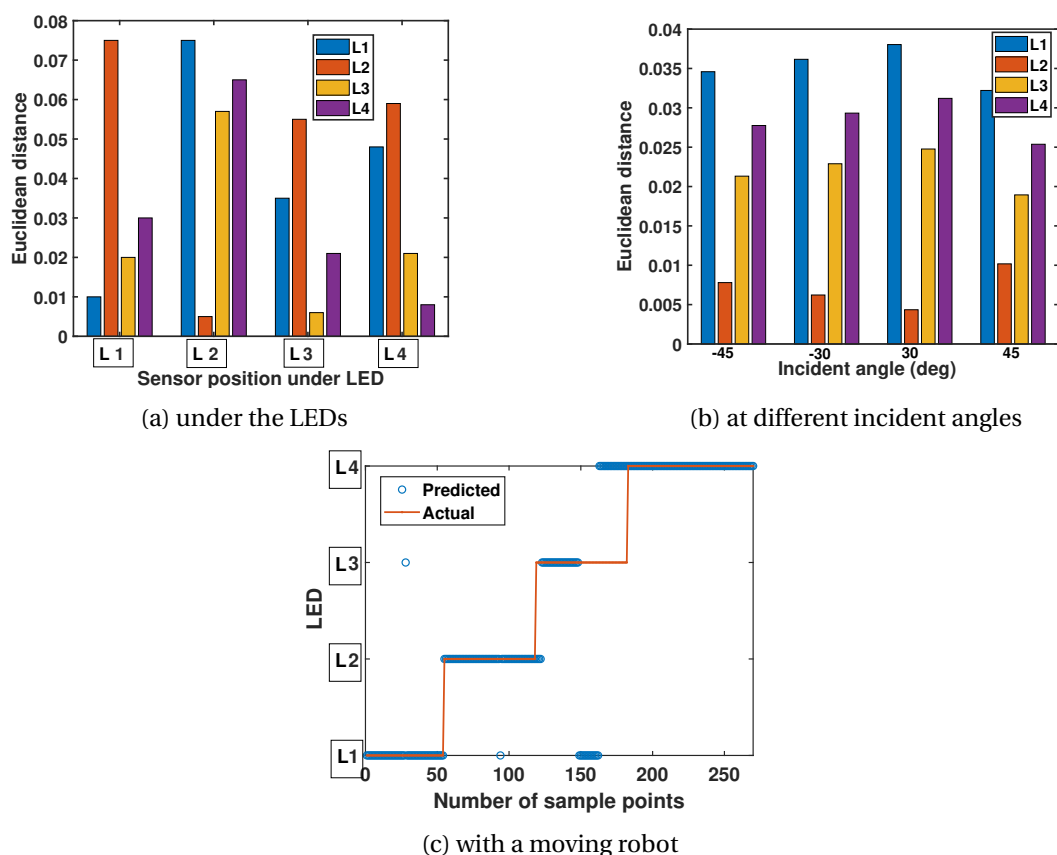 0.08
0.07
0.06
0.05
0.04
0.03
0.02
0.01
0
Euclidean distance
L1
L2
L3
L4
L 1
L 2
L 3
L 4
Sensor position under LED
(a) under the LEDs
0.04
0.035
0.03
0.025
0.02
0.015
0.01
0.005
0
Euclidean distance
L1
L2
L3
L4
-45
-30
30
45
Incident angle (deg)
(b) at different incident angles
L4
L3
L2
L1
LED
Predicted
Actual
0
50
100
150
200
250
Number of sample points
(c) with a moving robot